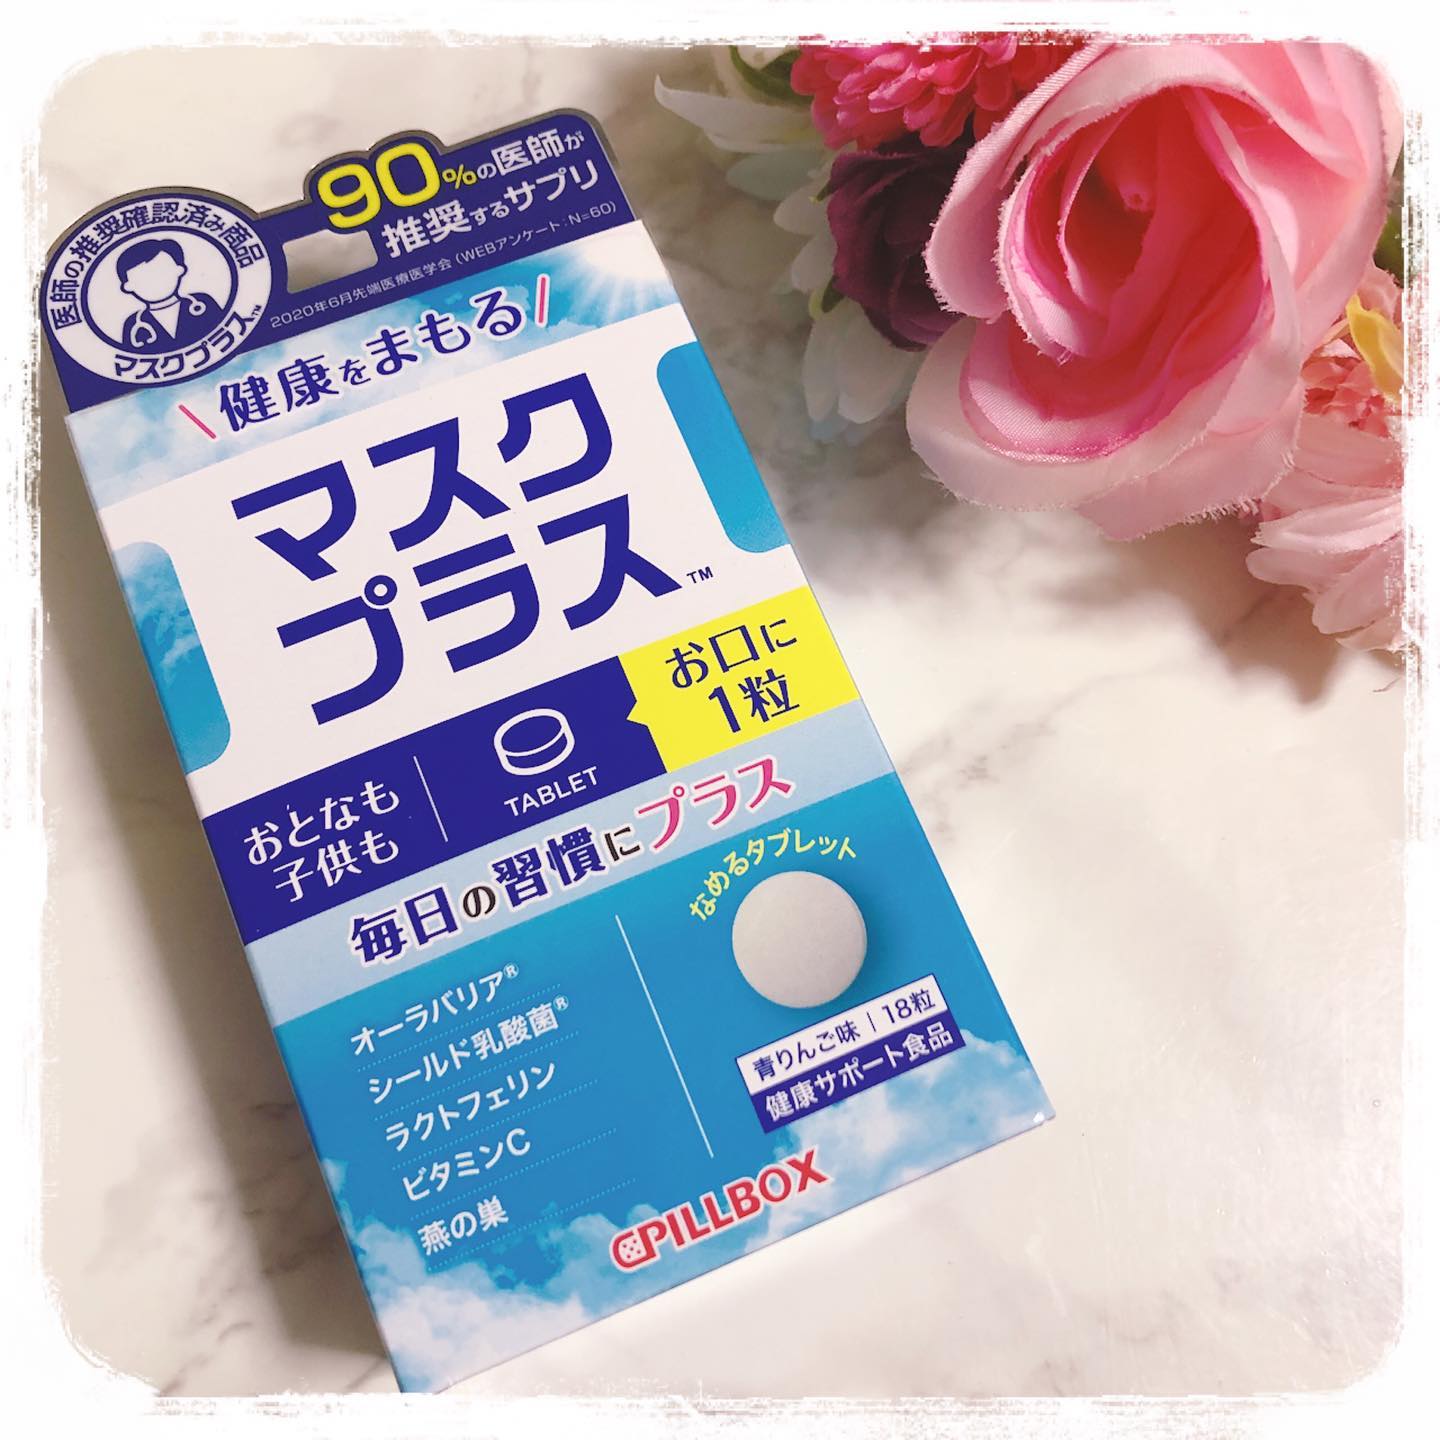 90%の医師が
推奨するサプリ
2020年6月先端医療医学会（WEBアンケート：N=60）
医師の推奨確認済み商品
マスクプラス™
\健康をまもる/
マスク
プラス™
おとなも
子供も
TABLET
お口に
1粒
毎日の習慣にプラス
オーラバリア®
シールド乳酸菌®
ラクトフェリン
ビタミンC
燕の巣
なめるタブレット
青りんご味 | 18粒
健康サポート食品
PILLBOX